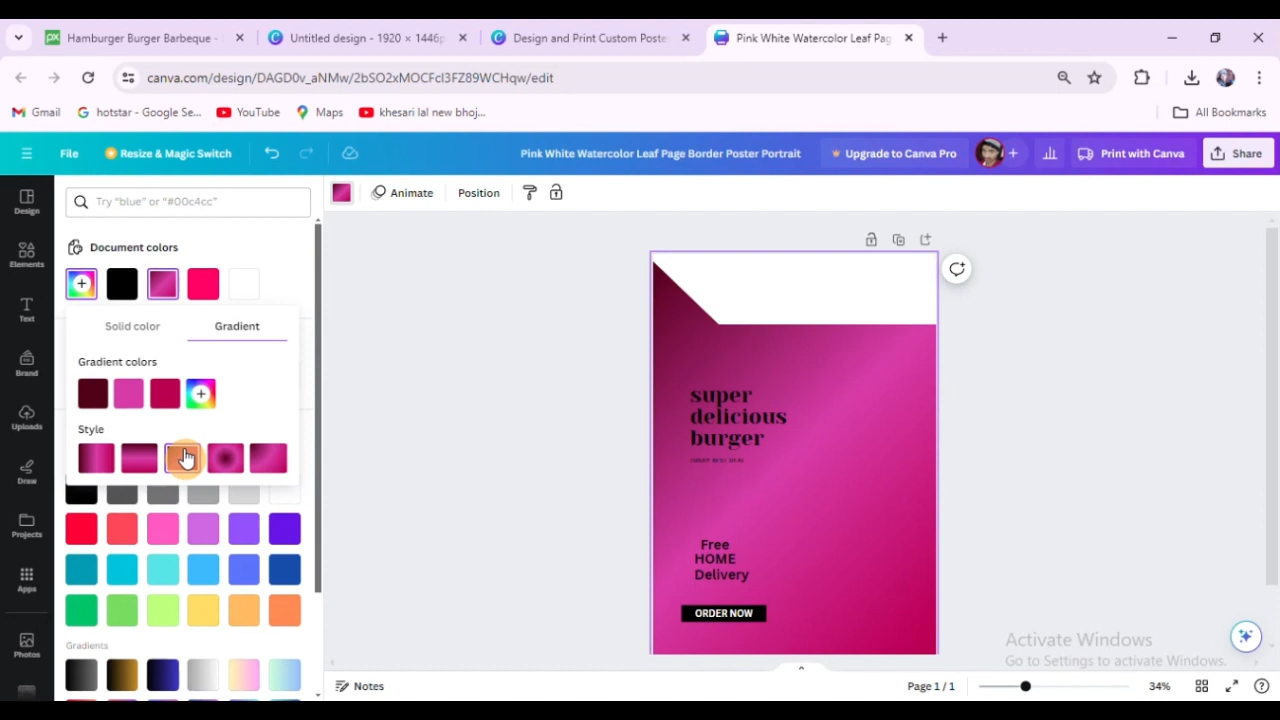 Hamburger Burger Barbeque -
Untitled design - 1920 × 1446p
Design and Print Custom Poste
Pink White Watercolor Leaf Pag
canva.com/design/DAGD0v_aNMw/2bSO2xMOCFcI3FZ89WCHqw/edit
Gmail
hotstar - Google Se...
YouTube
Maps
khesari lal new bhoj...
All Bookmarks
File
Resize & Magic Switch
Pink White Watercolor Leaf Page Border Poster Portrait
Upgrade to Canva Pro
Print with Canva
Share
Design
Elements
Text
Brand
Uploads
Draw
Projects
Apps
Photos
Try "blue" or "#00c4cc"
Document colors
Solid color
Gradient
Gradient colors
Style
Gradients
Animate
Position
super
delicious
burger
Free
HOME
Delivery
ORDER NOW
Activate Windows
Go to Settings to activate Windows.
Notes
Page 1 / 1
34%